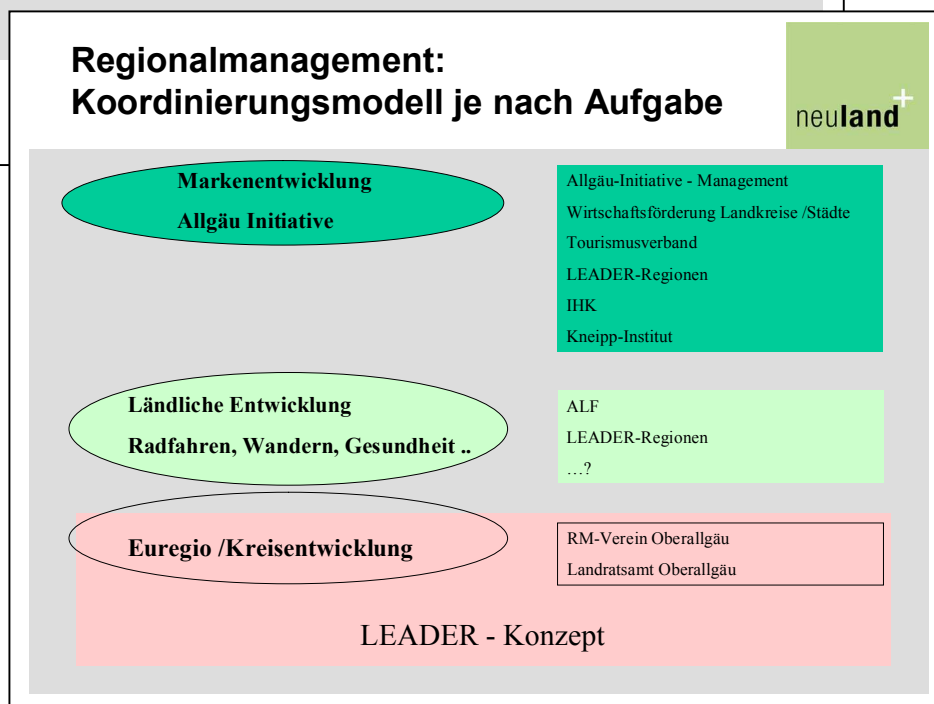 Regionalmanagement:
Koordinierungsmodell je nach Aufgabe
neuland+
Markenentwicklung
Allgäu Initiative
Allgäu-Initiative - Management
Wirtschaftsförderung Landkreise /Städte
Tourismusverband
LEADER-Regionen
IHK
Kneipp-Institut
Ländliche Entwicklung
Radfahren, Wandern, Gesundheit ..
ALF
LEADER-Regionen
…?
Euregio /Kreisentwicklung
RM-Verein Oberallgäu
Landratsamt Oberallgäu
LEADER - Konzept